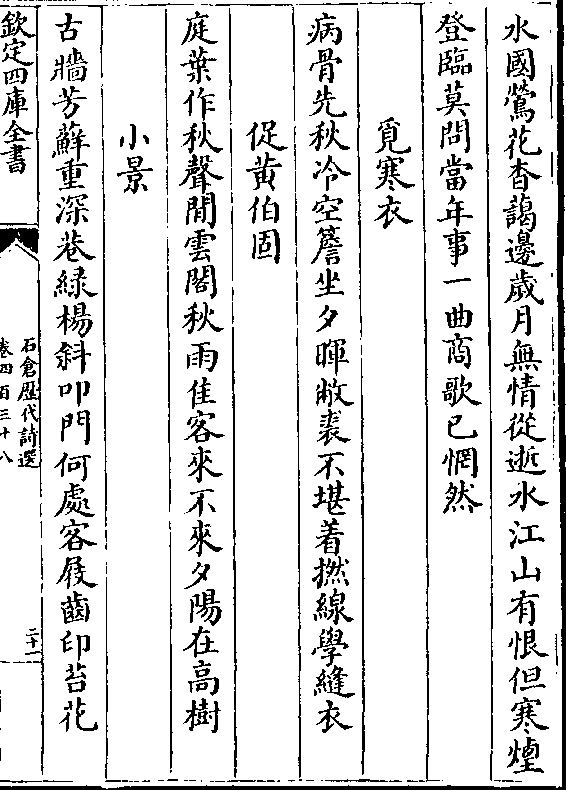 水國鶯花杳藹邊歲月無情從逝水江山有恨但寒煙
登臨莫問當年事一曲商歌已惘然
覓寒衣
病骨先秋冷空簷坐夕暉敝裘不堪着撚線學縫衣
促黃伯固
庭葉作秋聲閒雲閣秋雨佳客來不來夕陽在高樹
小景
古牆芳蘚重深巷緑楊斜叩門何處客屐齒印苔花
欽定四庫全書
石倉歷代詩選
卷四百三十八
二十一